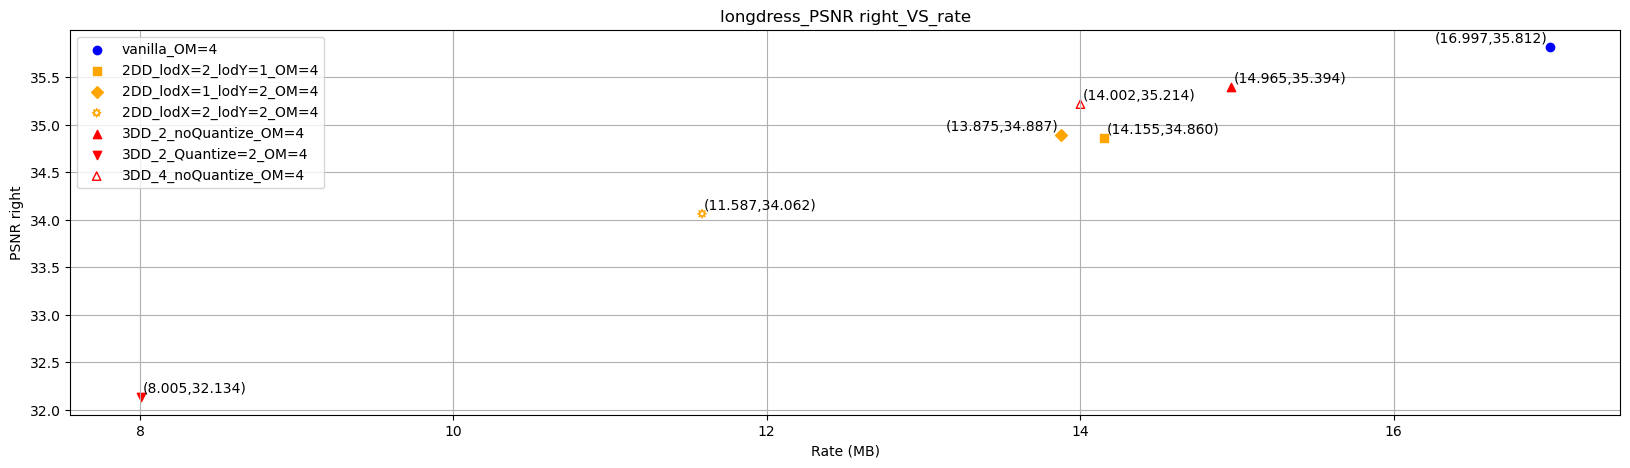 longdress_PSNR right_VS_rate
vanilla_OM=4
2DD_lodX=2_lodY=1_OM=4
2DD_lodX=1_lodY=2_OM=4
2DD_lodX=2_lodY=2_OM=4
3DD_2_noQuantize_OM=4
3DD_2_Quantize=2_OM=4
3DD_4_noQuantize_OM=4
(16.997,35.812)
(14.965,35.394)
(14.002,35.214)
(13.875,34.887)
(14.155,34.860)
(11.587,34.062)
(8.005,32.134)
PSNR right
35.5
35.0
34.5
34.0
33.5
33.0
32.5
32.0
8 10 12 14 16
Rate (MB)